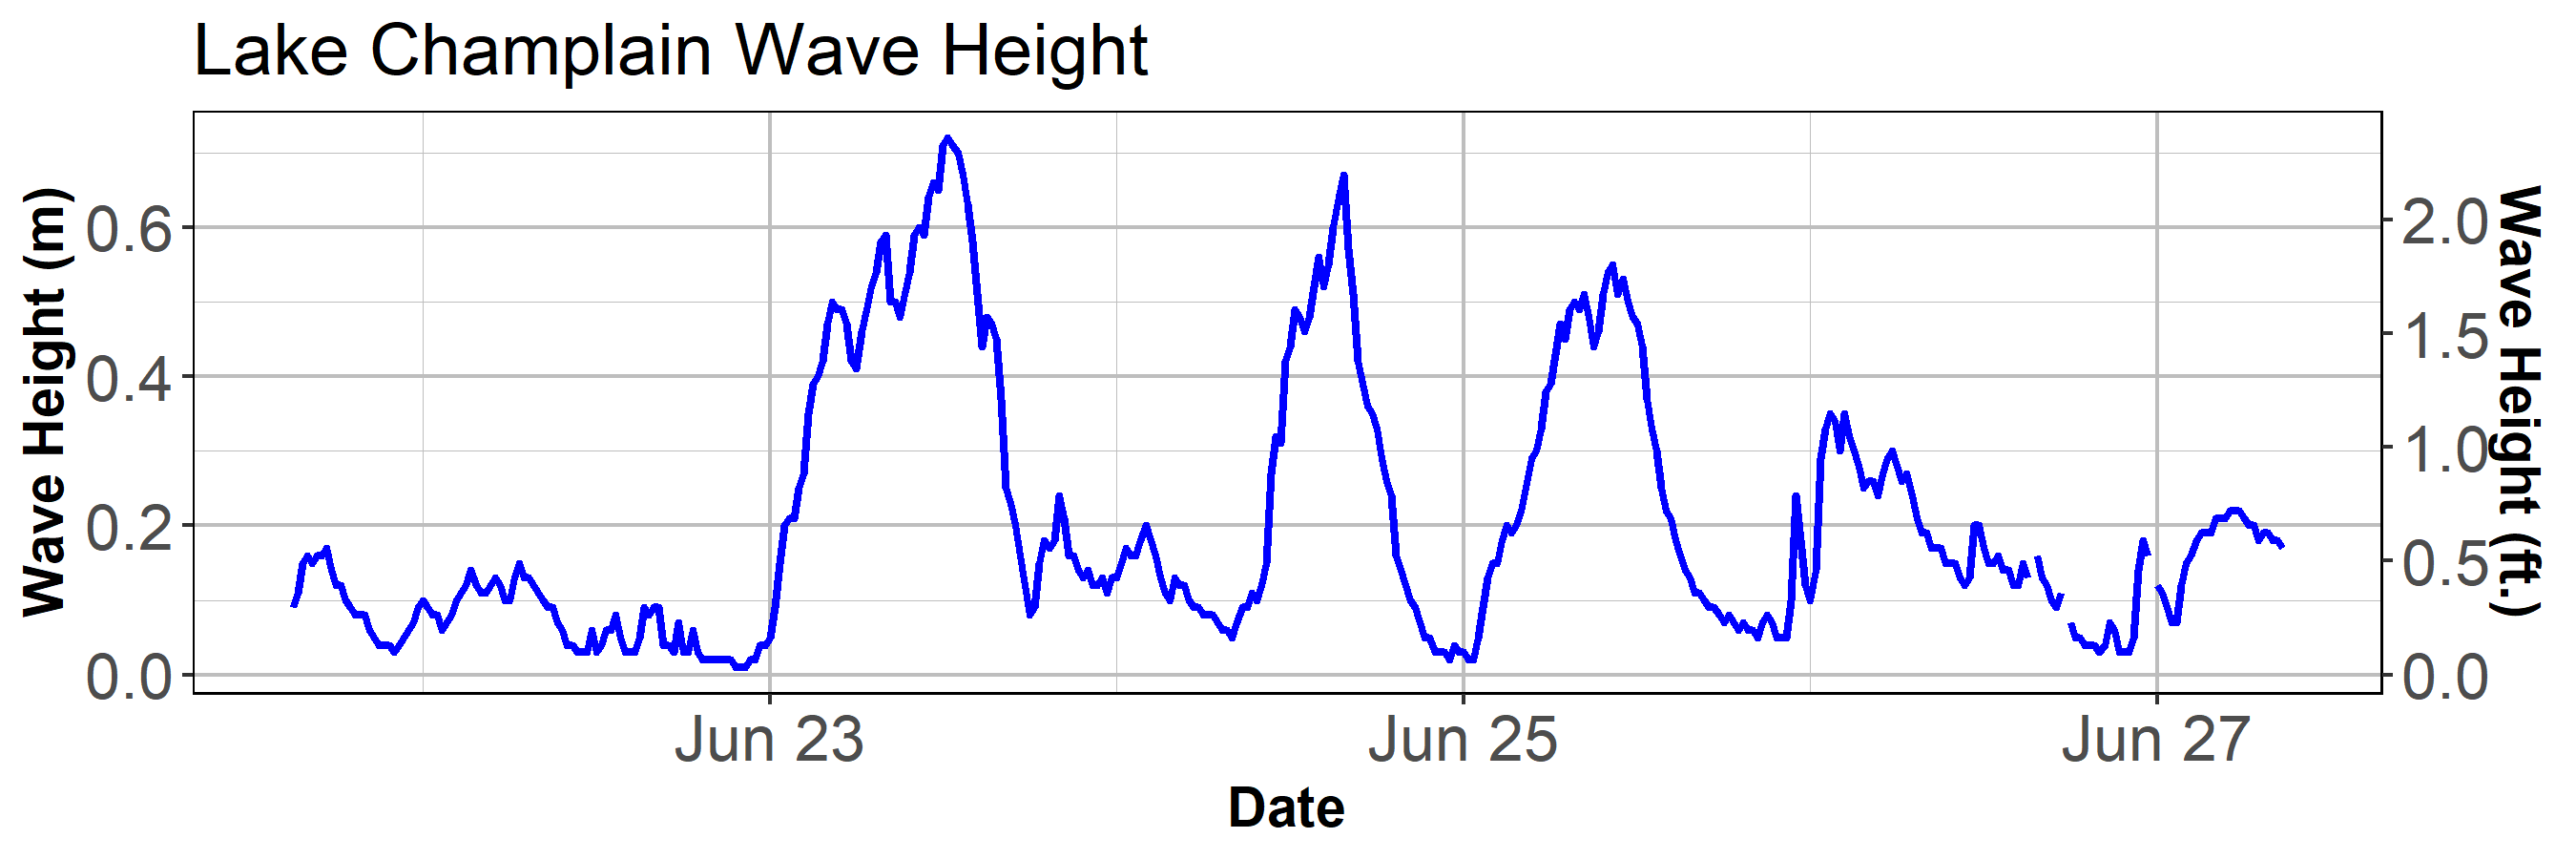 Lake Champlain Wave Height
Wave Height (m)
0.6
0.4
0.2
0.0
2.0
1.5
1.0
0.5
0.0
Wave Height (ft.)
Jun 23
Jun 25
Jun 27
Date